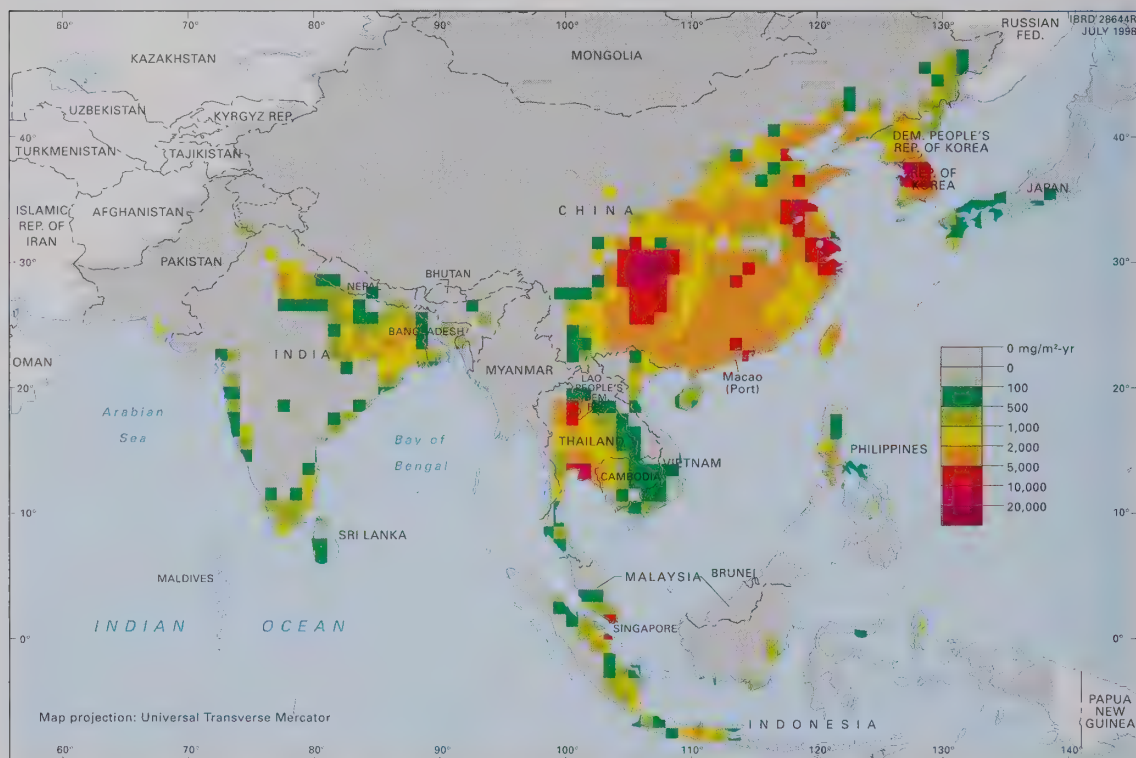 60°
70°
80°
90°
100°
110°
120°
130°
RUSSIAN
FED.
IBRD 28644R
JULY 1998
KAZAKHSTAN
MONGOLIA
UZBEKISTAN
KYRGYZ REP.
40°
TURKMENISTAN
TAJIKISTAN
DEM. PEOPLE'S
REP. OF KOREA
40°
REP. OF
KOREA
JAPAN
ISLAMIC
REP. OF
IRAN
AFGHANISTAN
CHINA
PAKISTAN
30°
BHUTAN
NEPAL
30°
BANGLADESH
INDIA
OMAN
MYANMAR
LAO
PEOPLE'S
DEM.
Macao
(Port)
20°
20°
Arabian
Sea
Bay of
Bengal
THAILAND
VIETNAM
CAMBODIA
PHILIPPINES
0 mg/m²-yr
0
100
500
1,000
2,000
5,000
10,000
20,000
10°
10°
SRI LANKA
MALDIVES
MALAYSIA
BRUNEI
INDIAN OCEAN
SINGAPORE
0°
0°
INDONESIA
PAPUA
NEW
GUINEA
Map projection: Universal Transverse Mercator
60°
70°
80°
90°
100°
110°
120°
130°
140°